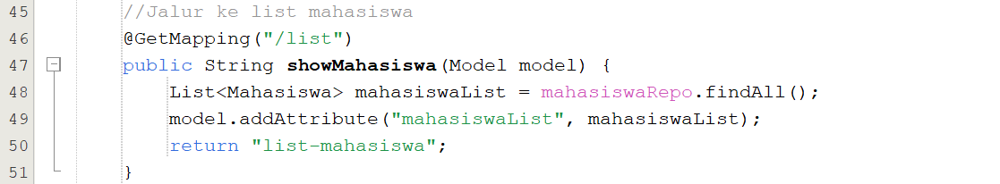 45 //Jalur ke list mahasiswa
46 @GetMapping("/list")
47 public String showMahasiswa(Model model) {
48 List<Mahasiswa> mahasiswaList = mahasiswaRepo.findAll();
49 model.addAttribute("mahasiswaList", mahasiswaList);
50 return "list-mahasiswa";
51 }